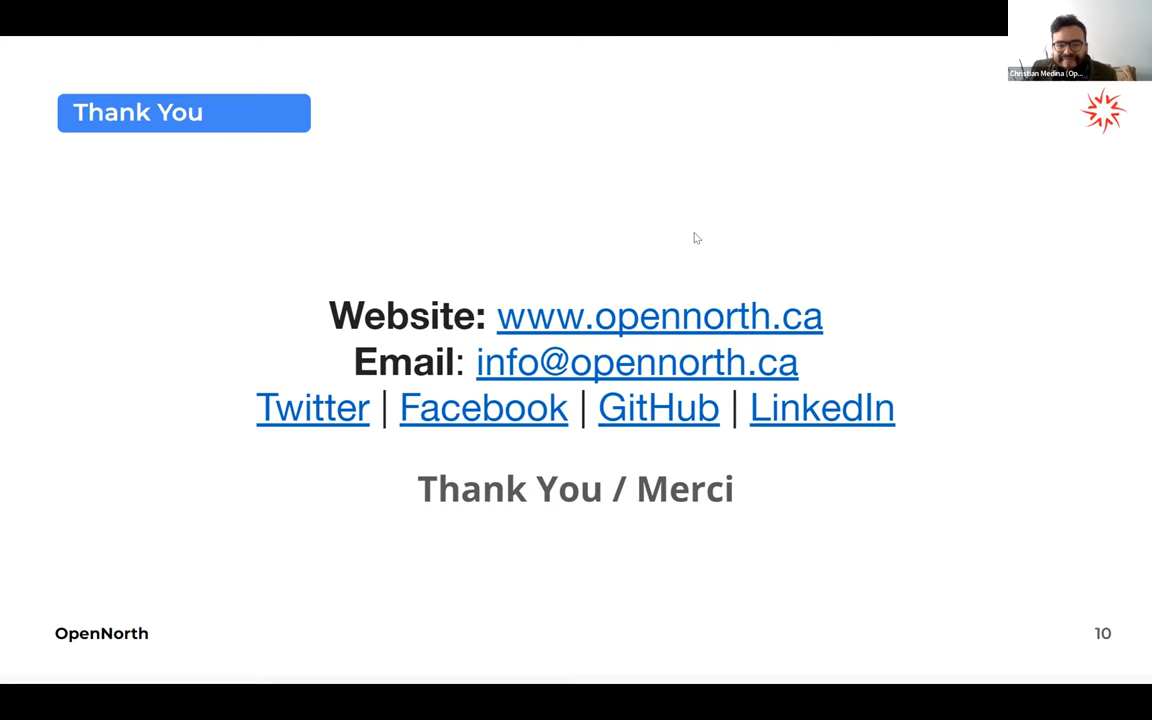 Christian Medina (Op...
Thank You
Website: www.opennorth.ca
Email: info@opennorth.ca
Twitter | Facebook | GitHub | LinkedIn
Thank You / Merci
OpenNorth
10